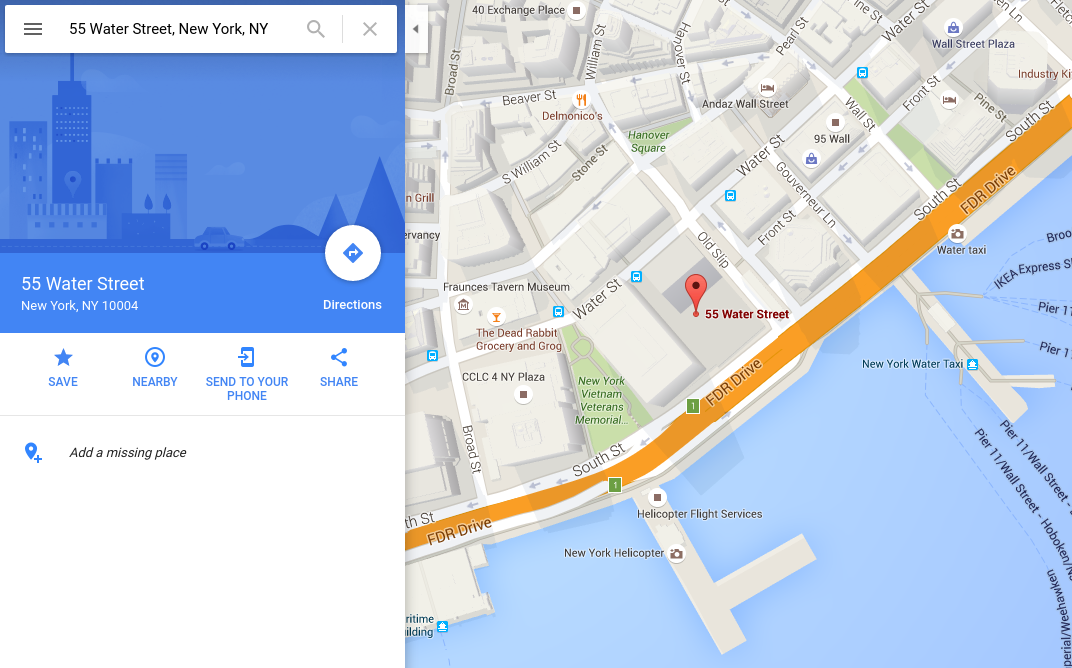 55 Water Street, New York, NY
55 Water Street
New York, NY 10004
Directions
SAVE
NEARBY
SEND TO YOUR
PHONE
SHARE
Add a missing place
40 Exchange Place
Broad St
William St
Pearl St
Water St
Wall Street Plaza
Industry Ki
Beaver St
Delmonico's
Andaz Wall Street
Wall St
Front St
Pine St
South St
95 Wall
Hanover
Square
S William St
Stone St
Water St
Gouverneur Ln
Front St
South St
FDR Drive
Water taxi
n Grill
ervancy
Old Slip
Fraunces Tavern Museum
Water St
55 Water Street
The Dead Rabbit
Grocery and Grog
IKEA Express S
Broo
Pier 1
Pier 1
New York Water Taxi
CCLC 4 NY Plaza
New York
Vietnam
Veterans
Memorial...
FDR Drive
1
Broad St
South St
1
th St
FDR Drive
Helicopter Flight Services
New York Helicopter
Pier 11/Wall Street -
Pier 11/Wall Street - Hoboken/N
perial/Weehawken
ritime
ilding